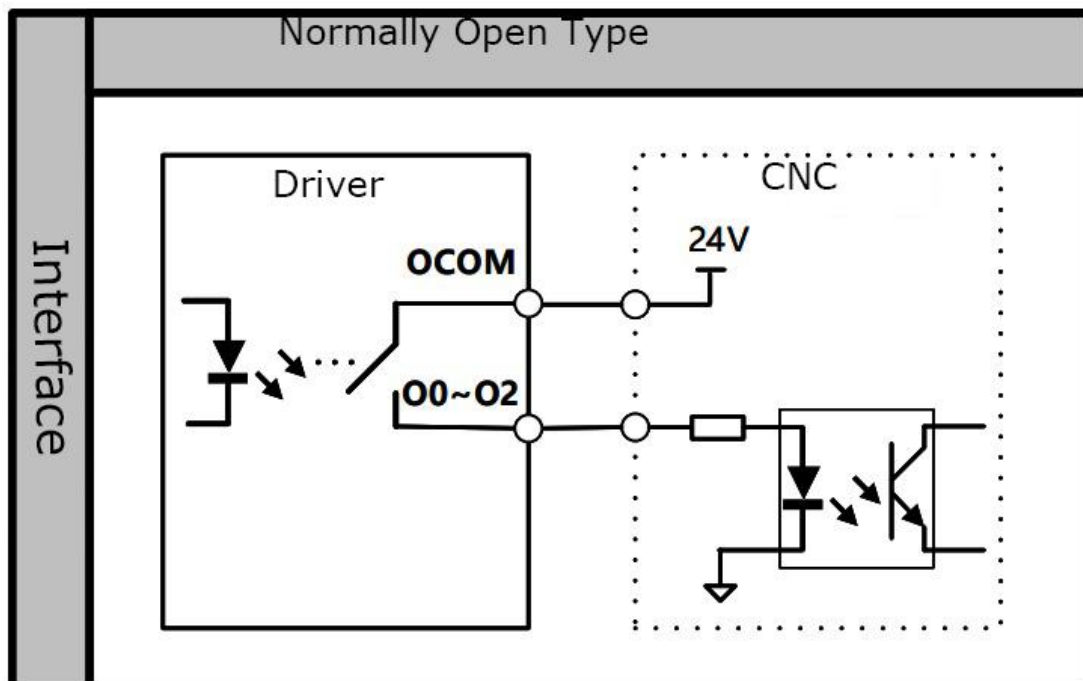 Normally Open Type
Interface
Driver
CNC
24V
OCOM
O0~O2